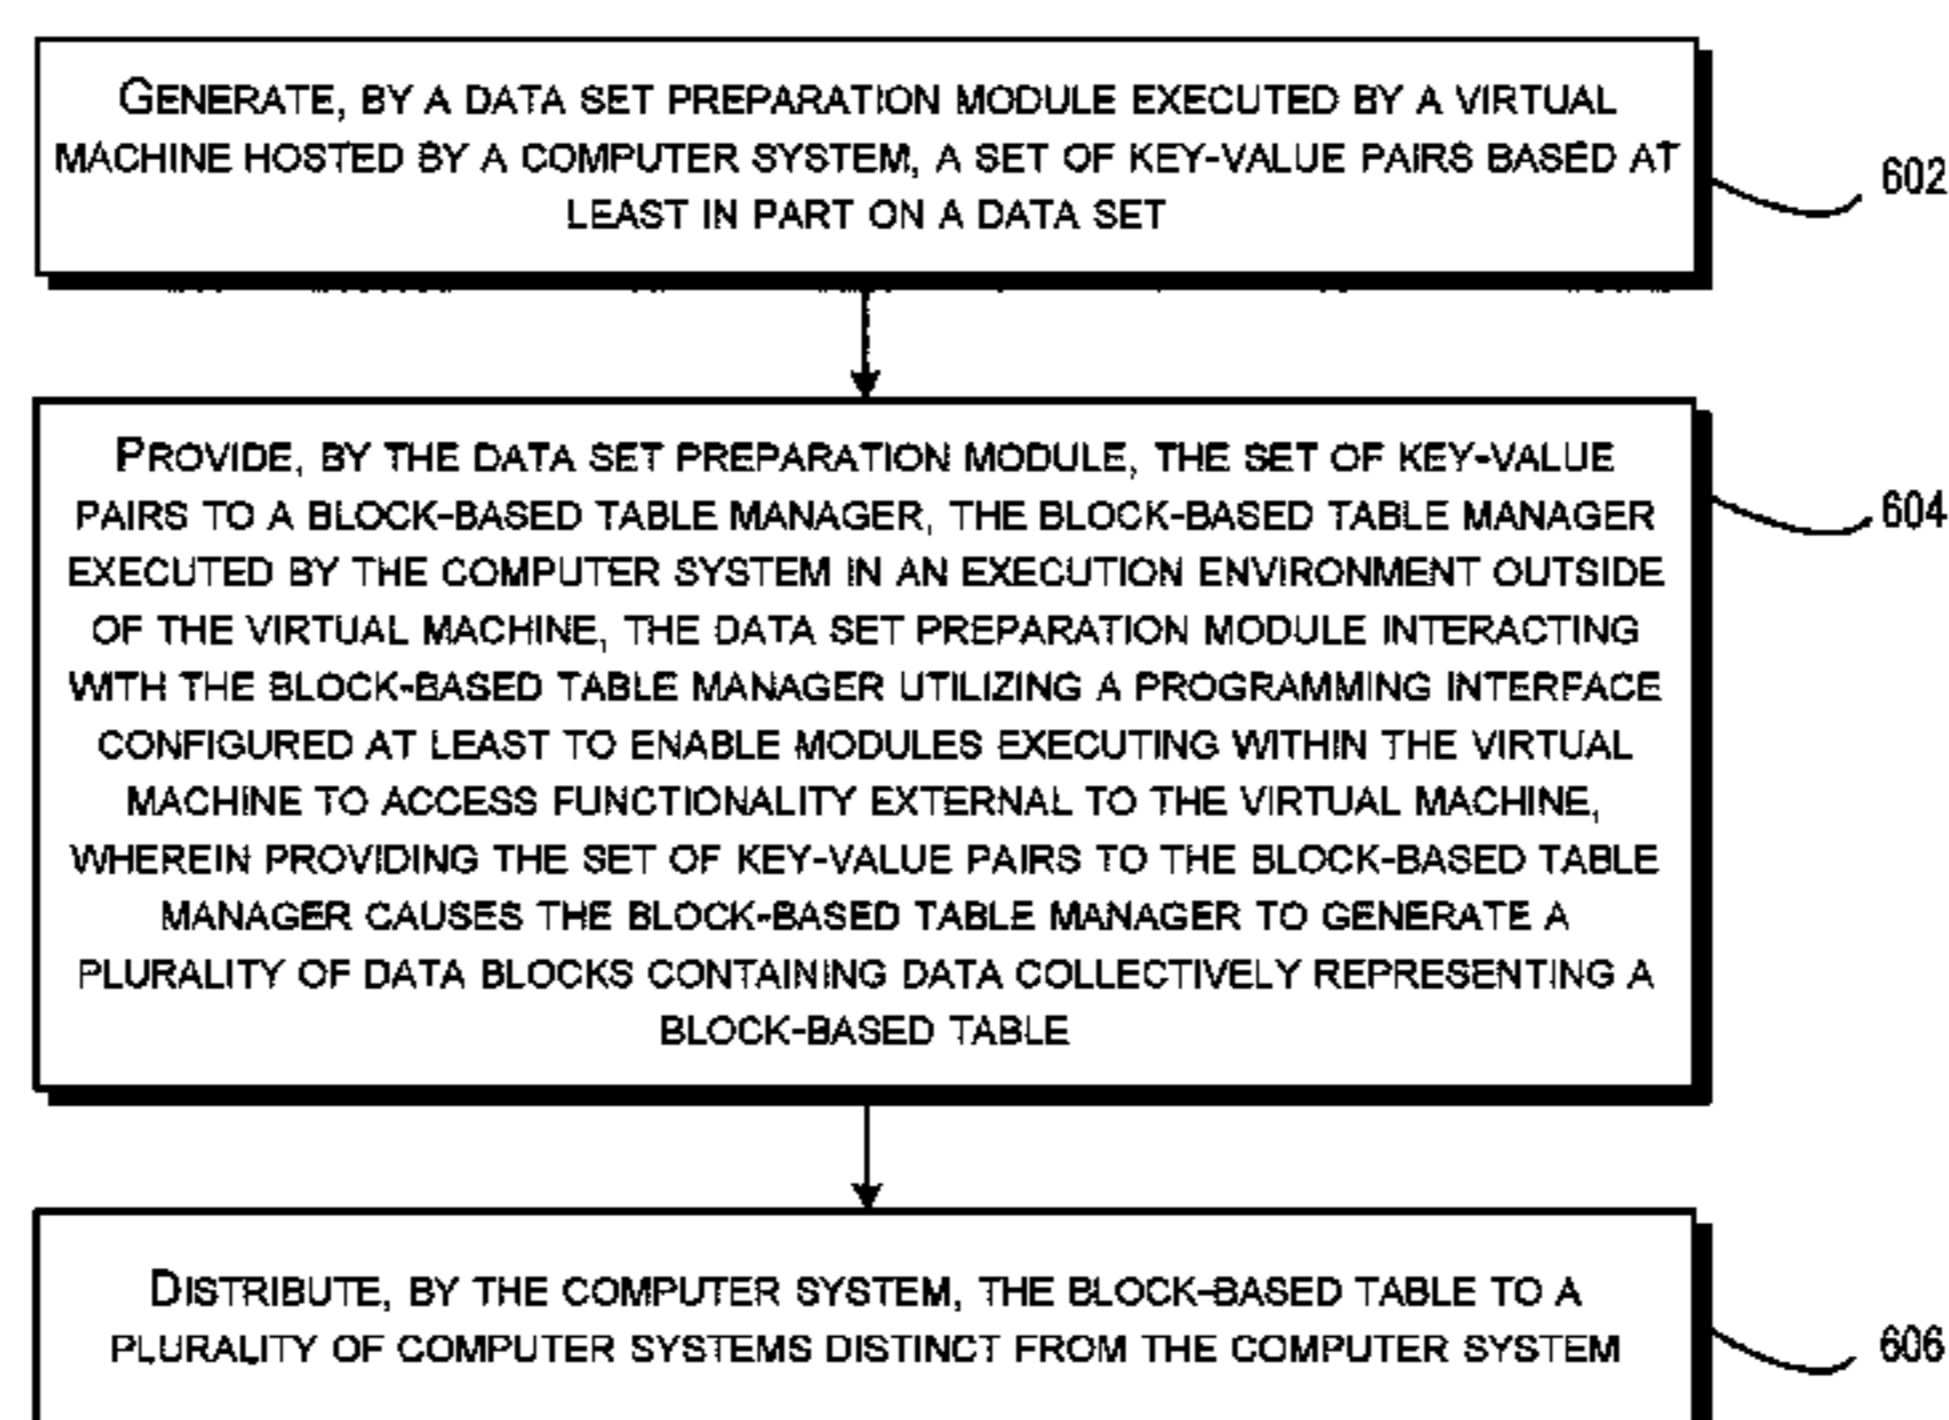 GENERATE, BY A DATA SET PREPARATION MODULE EXECUTED BY A VIRTUAL
MACHINE HOSTED BY A COMPUTER SYSTEM, A SET OF KEY-VALUE PAIRS BASED AT
LEAST IN PART ON A DATA SET
602
PROVIDE, BY THE DATA SET PREPARATION MODULE, THE SET OF KEY-VALUE
PAIRS TO A BLOCK-BASED TABLE MANAGER, THE BLOCK-BASED TABLE MANAGER
EXECUTED BY THE COMPUTER SYSTEM IN AN EXECUTION ENVIRONMENT OUTSIDE
OF THE VIRTUAL MACHINE, THE DATA SET PREPARATION MODULE INTERACTING
WITH THE BLOCK-BASED TABLE MANAGER UTILIZING A PROGRAMMING INTERFACE
CONFIGURED AT LEAST TO ENABLE MODULES EXECUTING WITHIN THE VIRTUAL
MACHINE TO ACCESS FUNCTIONALITY EXTERNAL TO THE VIRTUAL MACHINE,
WHEREIN PROVIDING THE SET OF KEY-VALUE PAIRS TO THE BLOCK-BASED TABLE
MANAGER CAUSES THE BLOCK-BASED TABLE MANAGER TO GENERATE A
PLURALITY OF DATA BLOCKS CONTAINING DATA COLLECTIVELY REPRESENTING A
BLOCK-BASED TABLE
604
DISTRIBUTE, BY THE COMPUTER SYSTEM, THE BLOCK-BASED TABLE TO A
PLURALITY OF COMPUTER SYSTEMS DISTINCT FROM THE COMPUTER SYSTEM
606